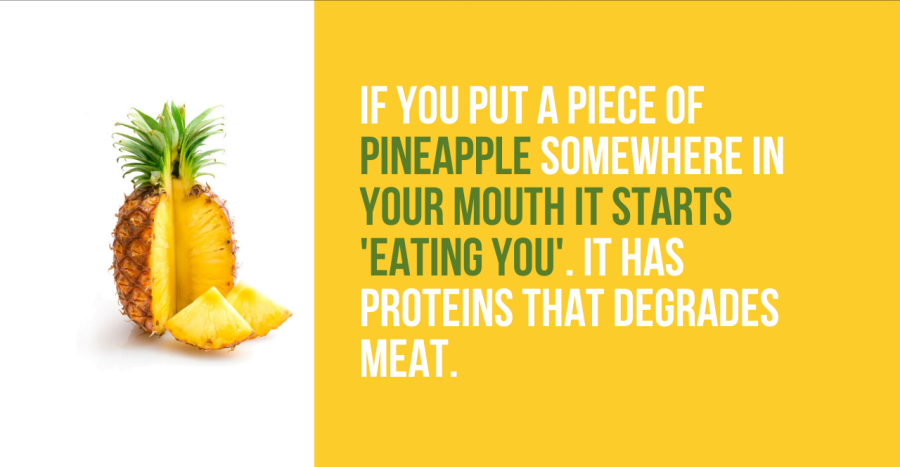 IF YOU PUT A PIECE OF
PINEAPPLE SOMEWHERE IN
YOUR MOUTH IT STARTS
'EATING YOU'. IT HAS
PROTEINS THAT DEGRADES
MEAT.